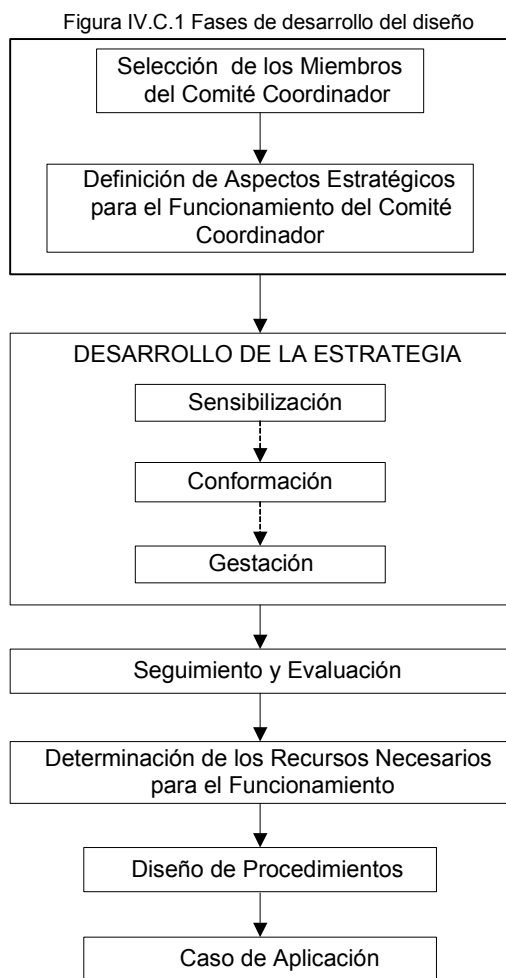 Figura IV.C.1 Fases de desarrollo del diseño
Selección de los Miembros
del Comité Coordinador
Definición de Aspectos Estratégicos
para el Funcionamiento del Comité
Coordinador
DESARROLLO DE LA ESTRATEGIA
Sensibilización
Conformación
Gestación
Seguimiento y Evaluación
Determinación de los Recursos Necesarios
para el Funcionamiento
Diseño de Procedimientos
Caso de Aplicación